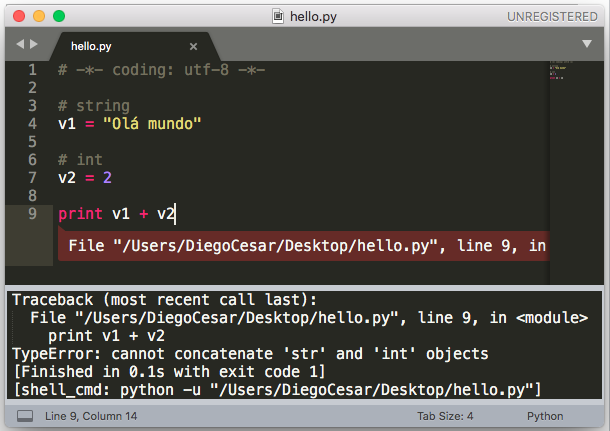 hello.py
UNREGISTERED
hello.py
1 # -*- coding: utf-8 -*-
2
3 # string
4 v1 = "Olá mundo"
5
6 # int
7 v2 = 2
8
9 print v1 + v2
File "/Users/DiegoCesar/Desktop/hello.py", line 9, in
Traceback (most recent call last):
  File "/Users/DiegoCesar/Desktop/hello.py", line 9, in <module>
    print v1 + v2
TypeError: cannot concatenate 'str' and 'int' objects
[Finished in 0.1s with exit code 1]
[shell_cmd: python -u "/Users/DiegoCesar/Desktop/hello.py"]
Line 9, Column 14
Tab Size: 4
Python